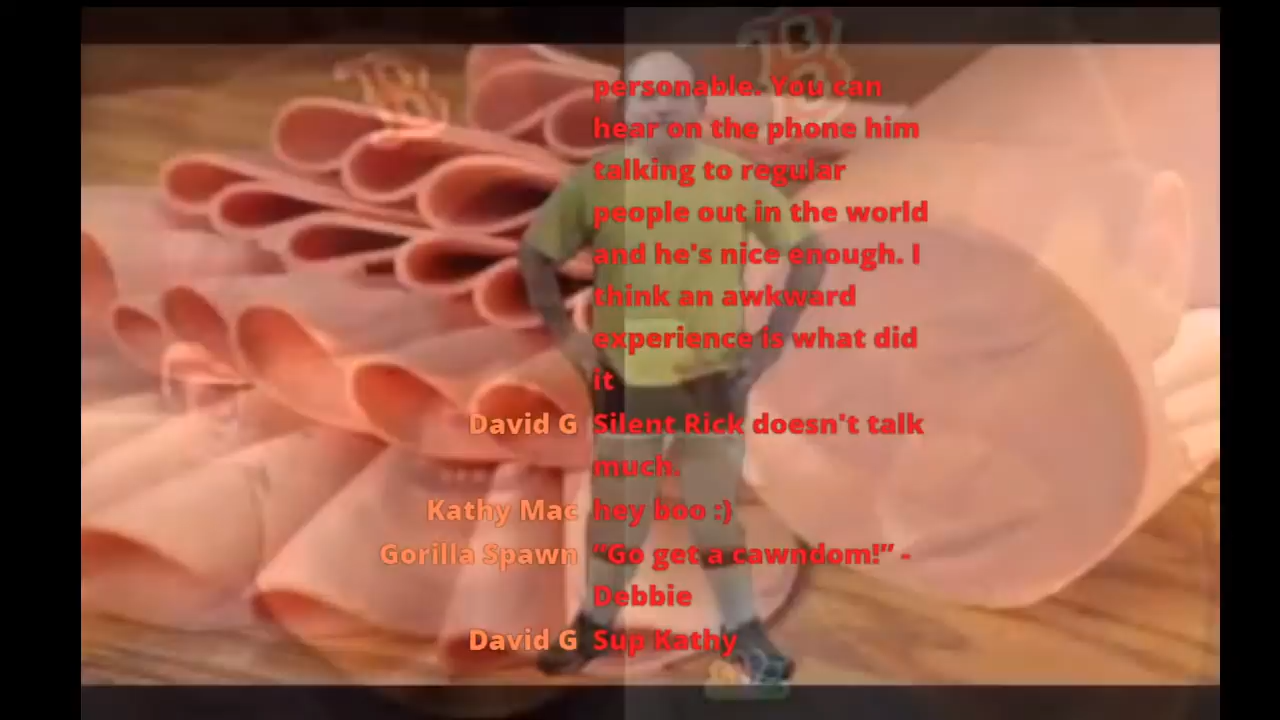 personable. You can
hear on the phone him
talking to regular
people out in the world
and he's nice enough. I
think an awkward
experience is what did
it
David G Silent Rick doesn't talk
much.
Kathy Mac hey boo :)
Gorilla Spawn “Go get a cawndom!” -
Debbie
David G Sup Kathy